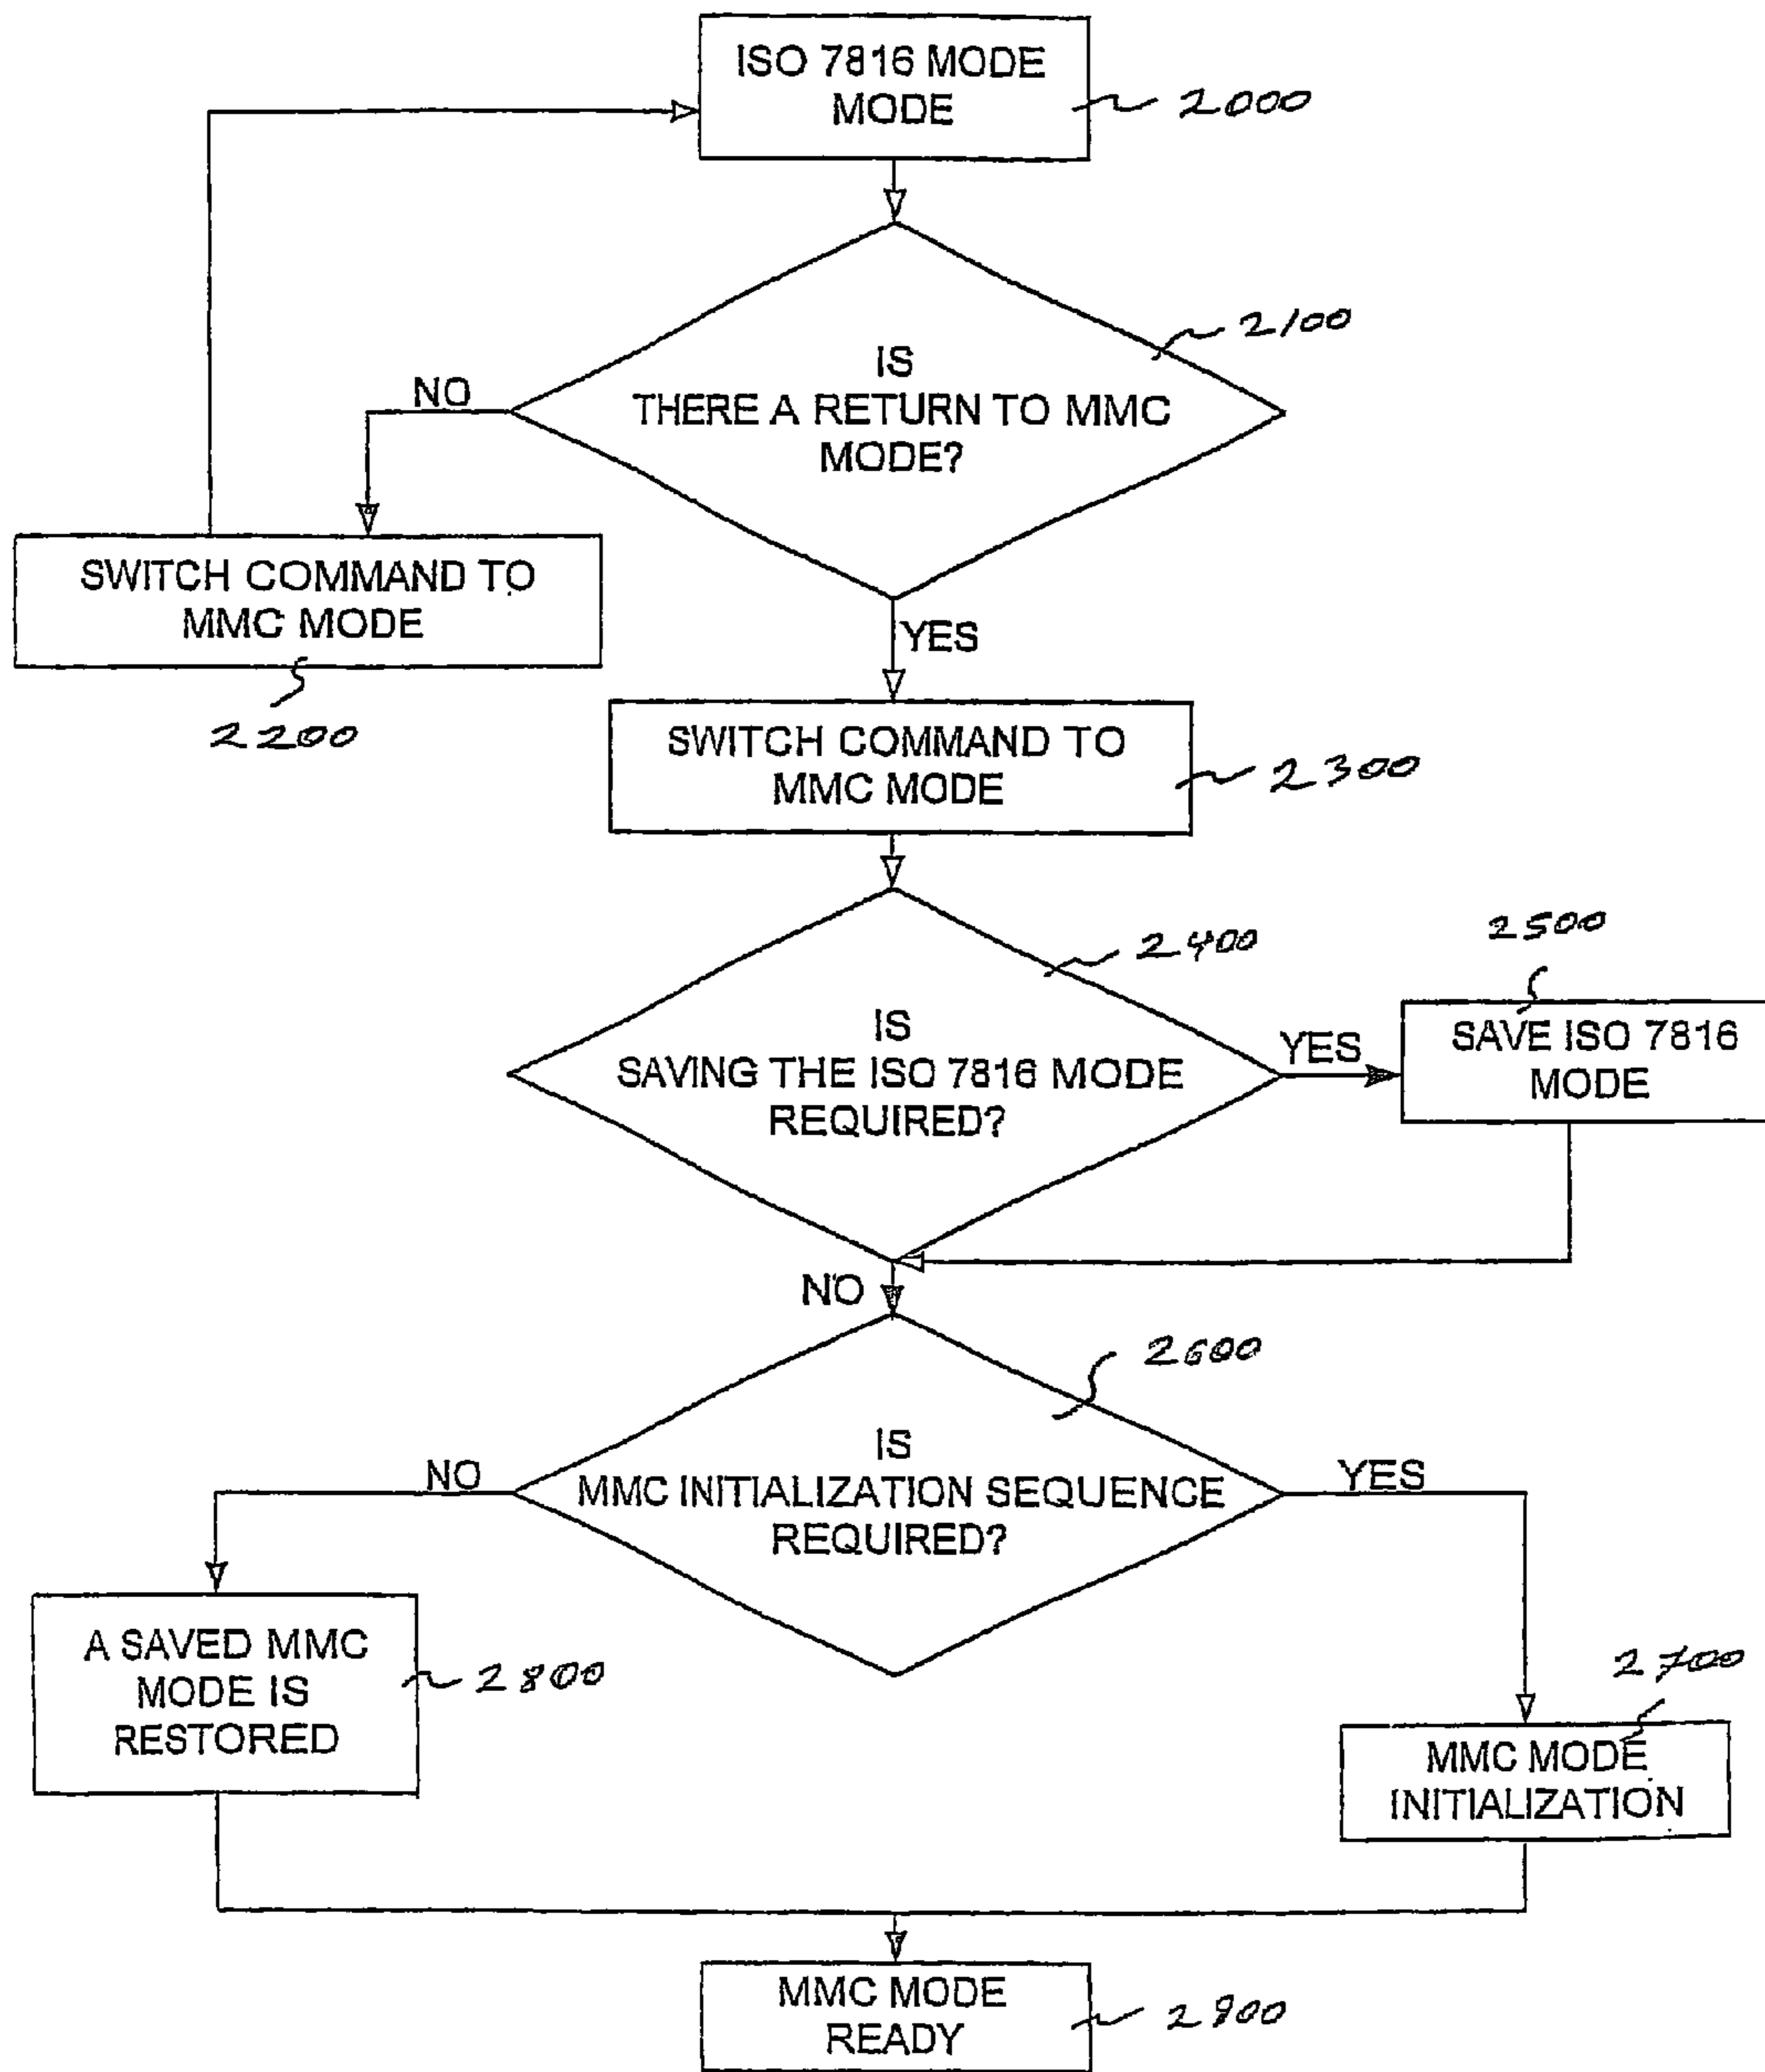 ISO 7816 MODE
MODE
2000
2100
IS
THERE A RETURN TO MMC
MODE?
NO
SWITCH COMMAND TO
MMC MODE
2200
YES
SWITCH COMMAND TO
MMC MODE
2300
2400
IS
SAVING THE ISO 7816 MODE
REQUIRED?
YES
2500
SAVE ISO 7816
MODE
NO
2600
IS
MMC INITIALIZATION SEQUENCE
REQUIRED?
NO
YES
A SAVED MMC
MODE IS
RESTORED
2800
2700
MMC MODE
INITIALIZATION
MMC MODE
READY
2900